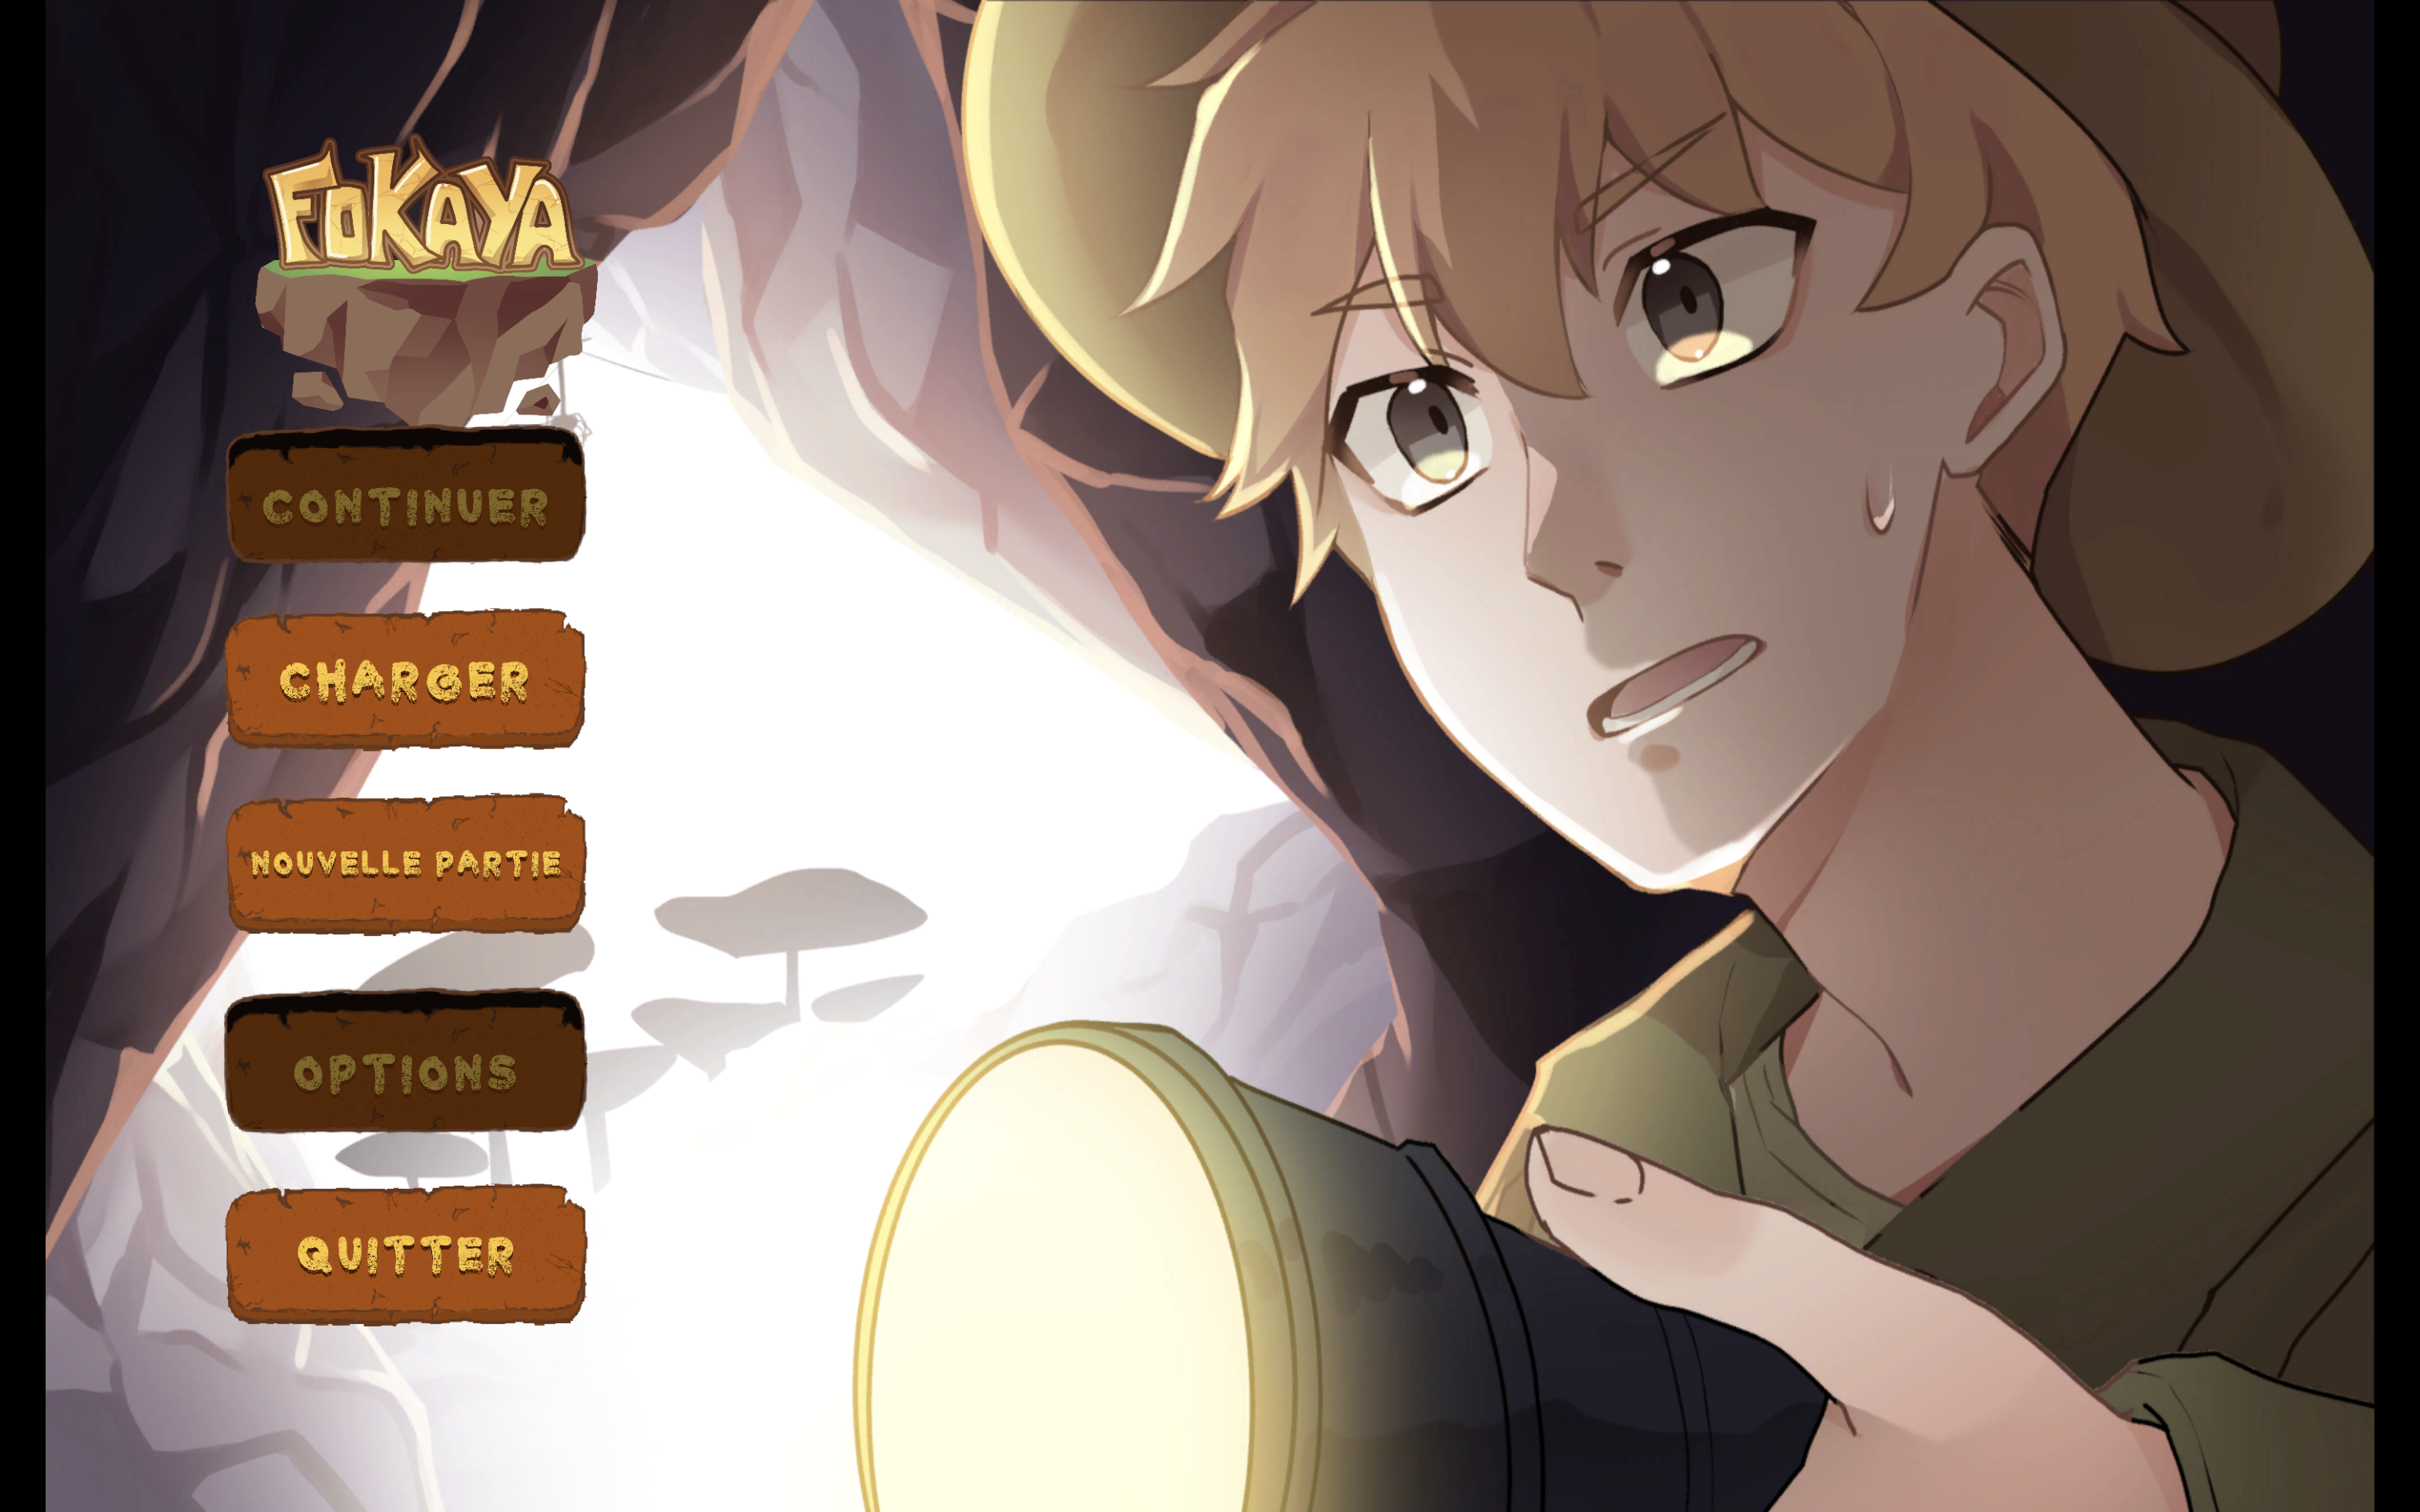 FOKAYA
CONTINUER
CHARGER
NOUVELLE PARTIE
OPTIONS
QUITTER